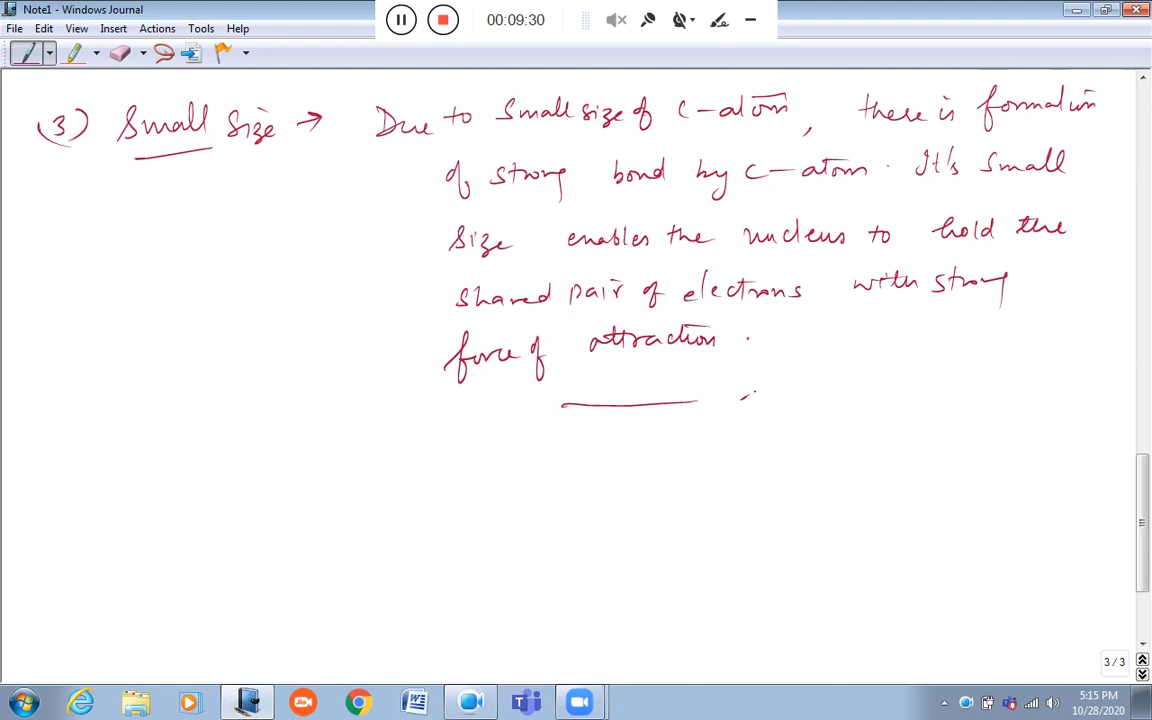 Note1 - Windows Journal
00:09:30
File Edit View Insert Actions Tools Help
(3) Small Size → Due to Small size of C-atom, there is formation
of strong bond by C-atom. It's small
size enables the nucleus to hold the
shared pair of electrons with strong
force of attraction.
3 / 3
5:15 PM
10/28/2020